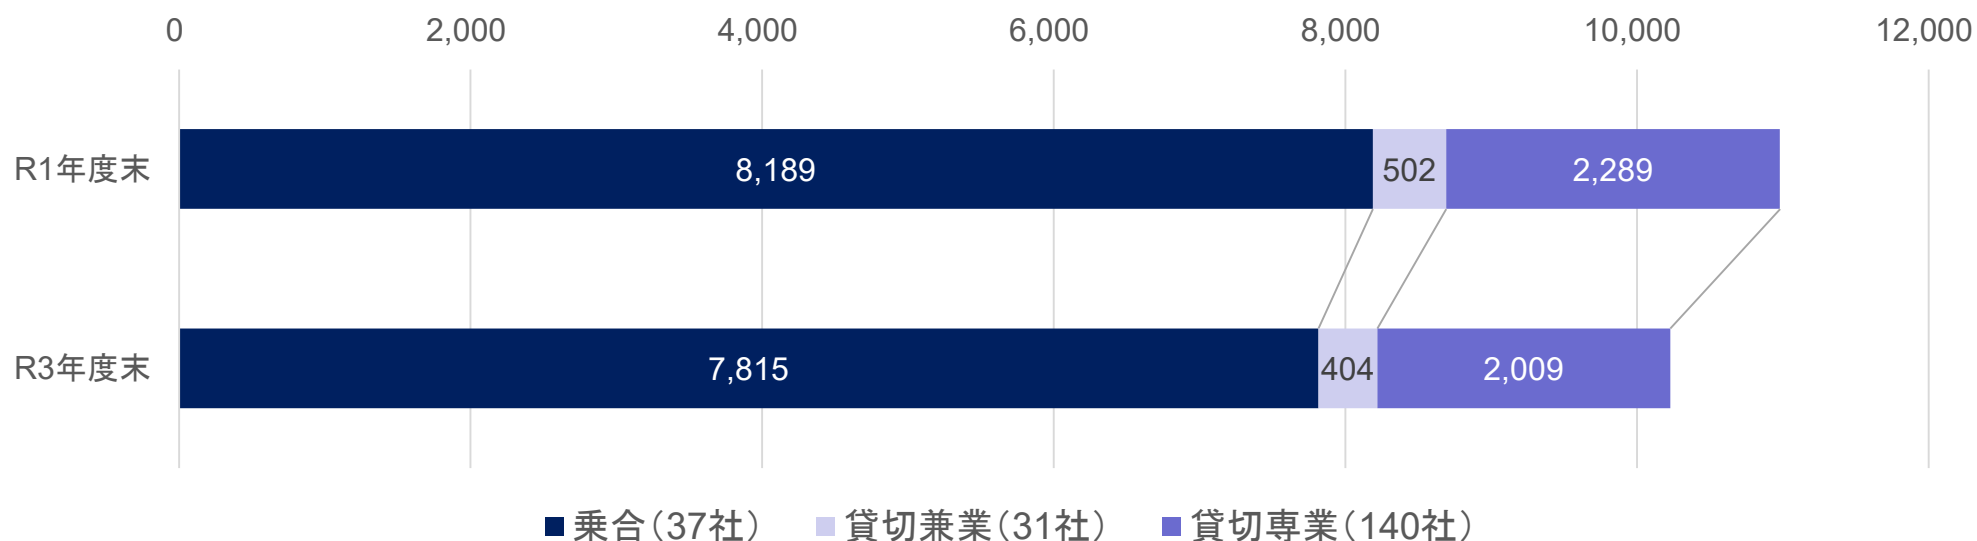 0 2,000 4,000 6,000 8,000 10,000 12,000
R1年度末 8,189 502 2,289
R3年度末 7,815 404 2,009
乗合(37社) 貸切兼業(31社) 貸切専業(140社)